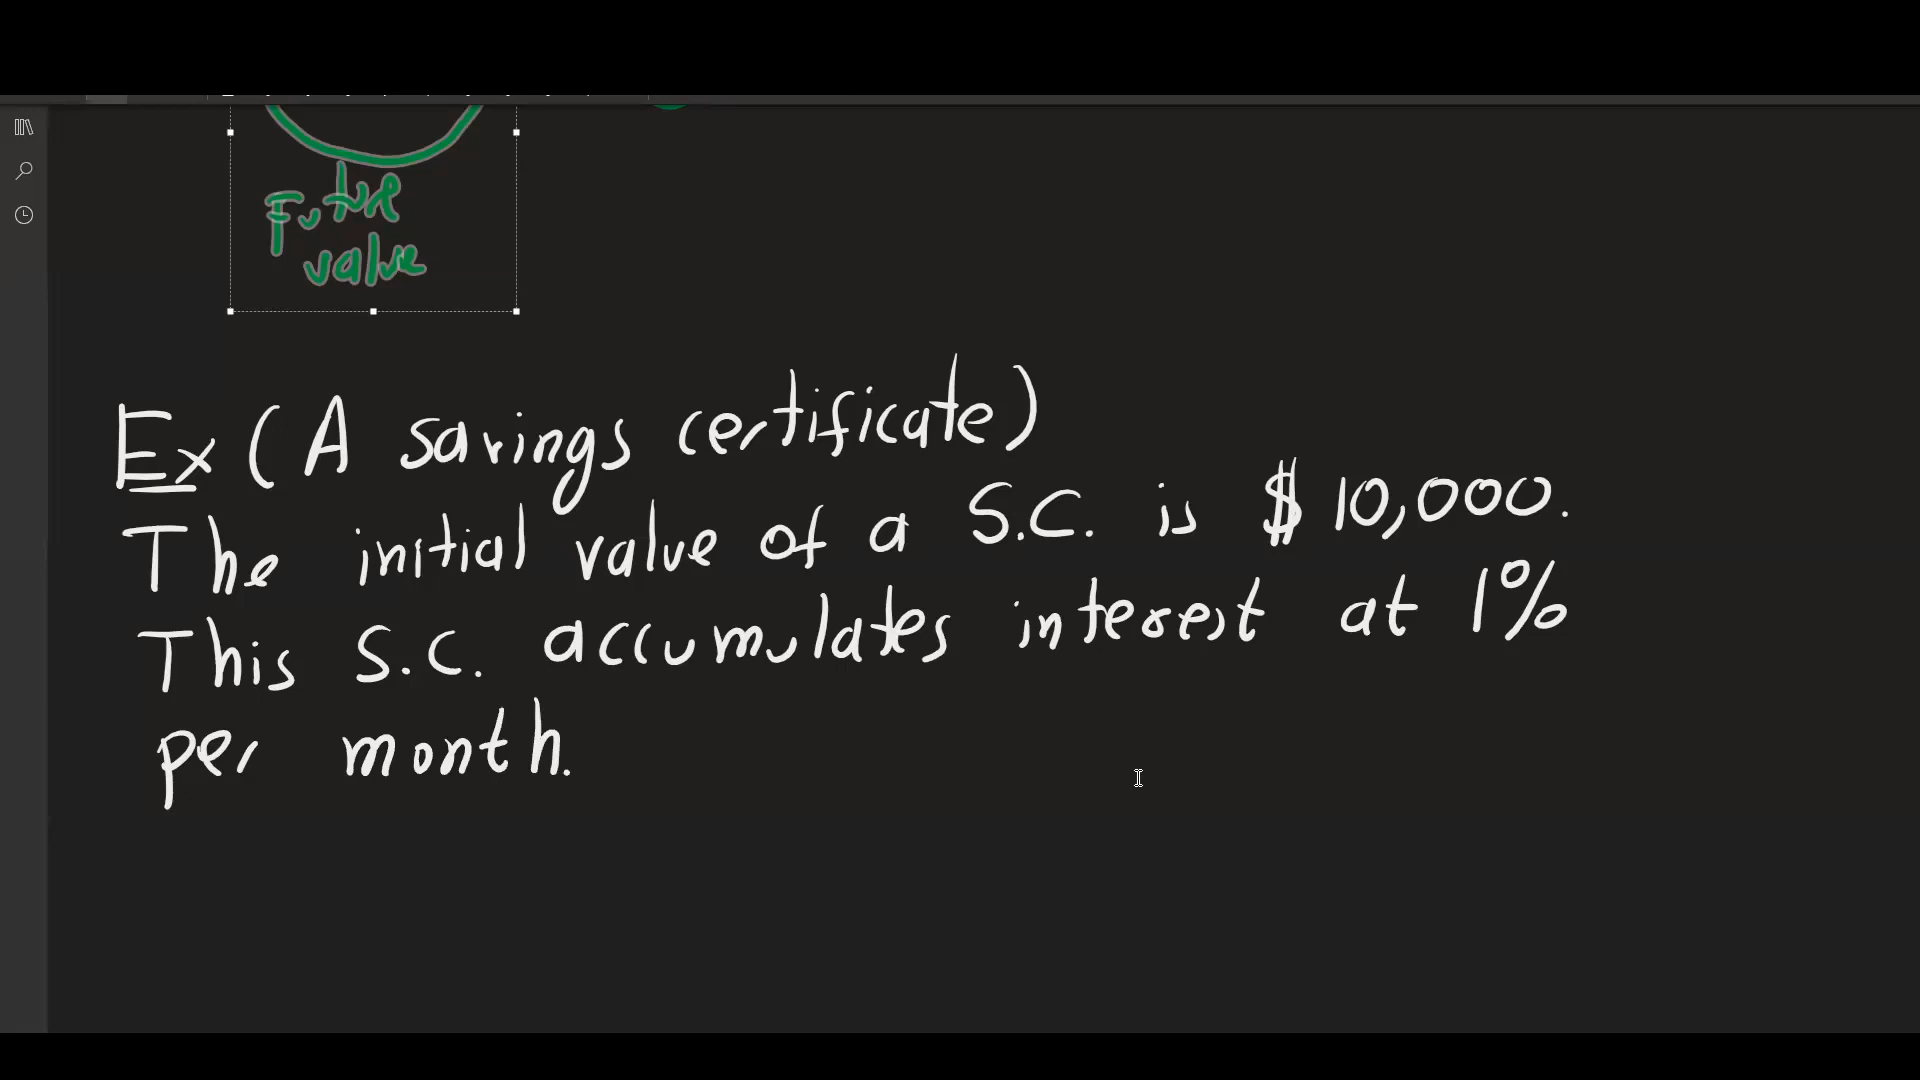 Future
value
Ex (A savings certificate)
The initial value of a S.C. is $10,000.
This S.C. accumulates interest at 1%
per month.